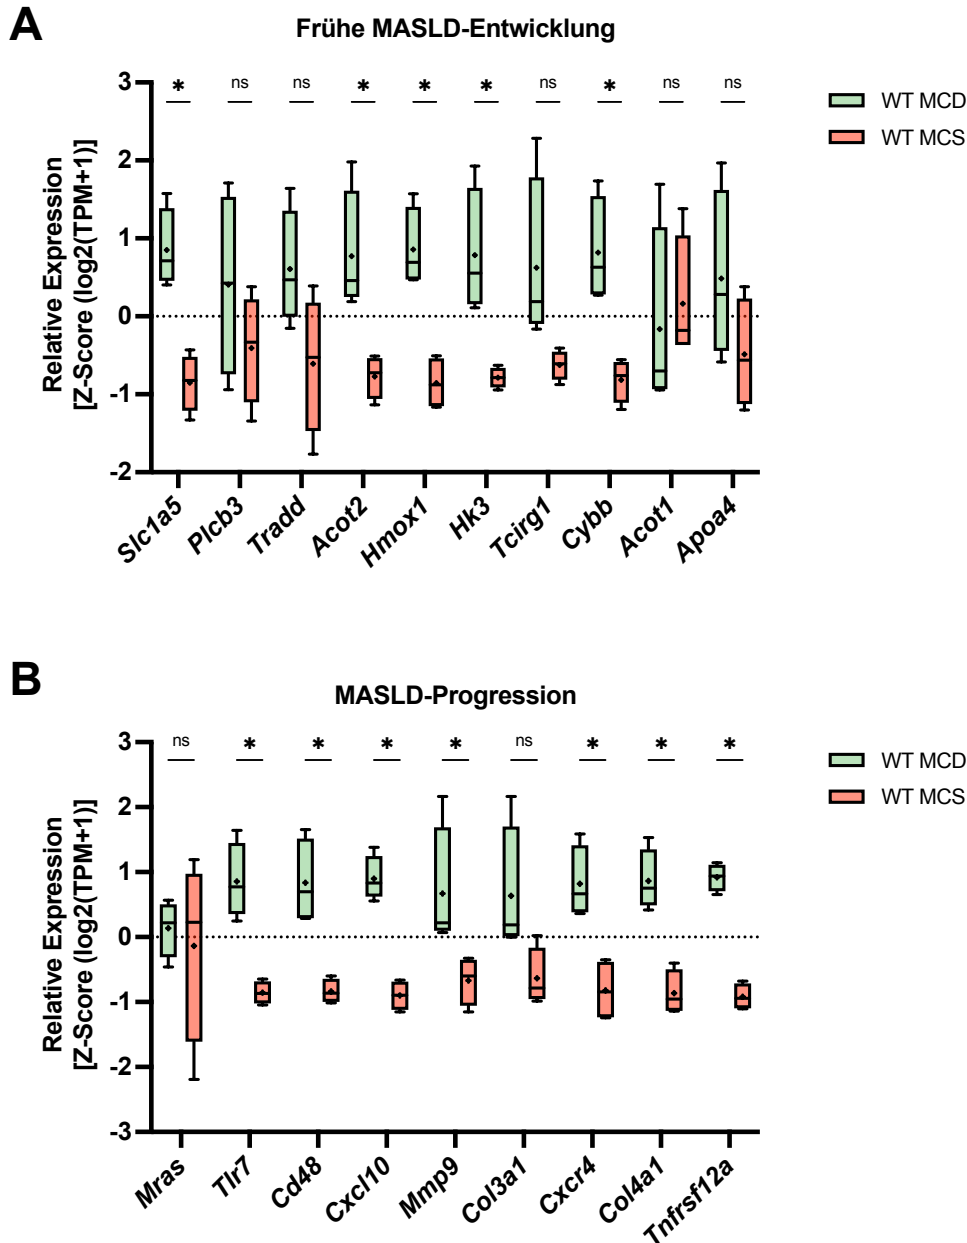 A
Frühe MASLD-Entwicklung
* ns ns * * * ns * ns ns
WT MCD
WT MCS
Relative Expression
[Z-Score (log2(TPM+1)]
3
2
1
0
-1
-2
Slc1a5 Plcb3 Tradd Acot2 Hmox1 Hk3 Tcirg1 Cybb Acot1 Apoa4
B
MASLD-Progression
ns * * * * ns * * *
WT MCD
WT MCS
Relative Expression
[Z-Score (log2(TPM+1)]
3
2
1
0
-1
-2
-3
Mras Tlr7 Cd48 Cxcl10 Mmp9 Col3a1 Cxcr4 Col4a1 Tnfrsf12a